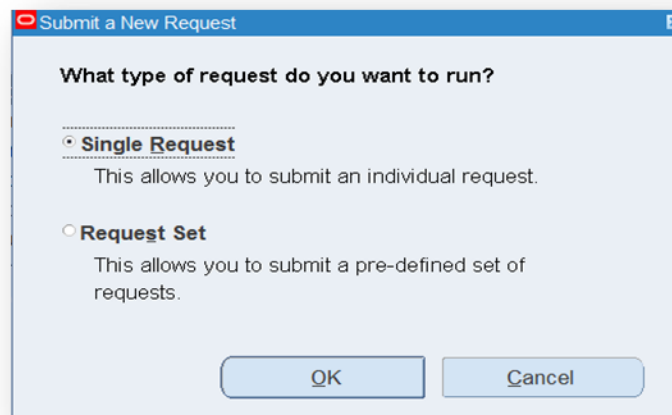 Submit a New Request
What type of request do you want to run?
Single Request
This allows you to submit an individual request.
Request Set
This allows you to submit a pre-defined set of
requests.
OK
Cancel